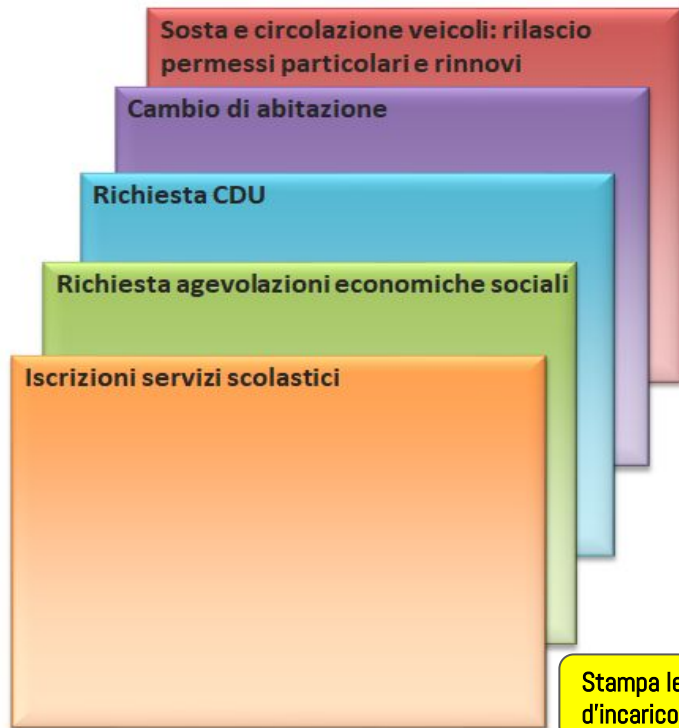 Sosta e circolazione veicoli: rilascio
permessi particolari e rinnovi
Cambio di abitazione
Richiesta CDU
Richiesta agevolazioni economiche sociali
Iscrizioni servizi scolastici
Stampa le
d'incarico